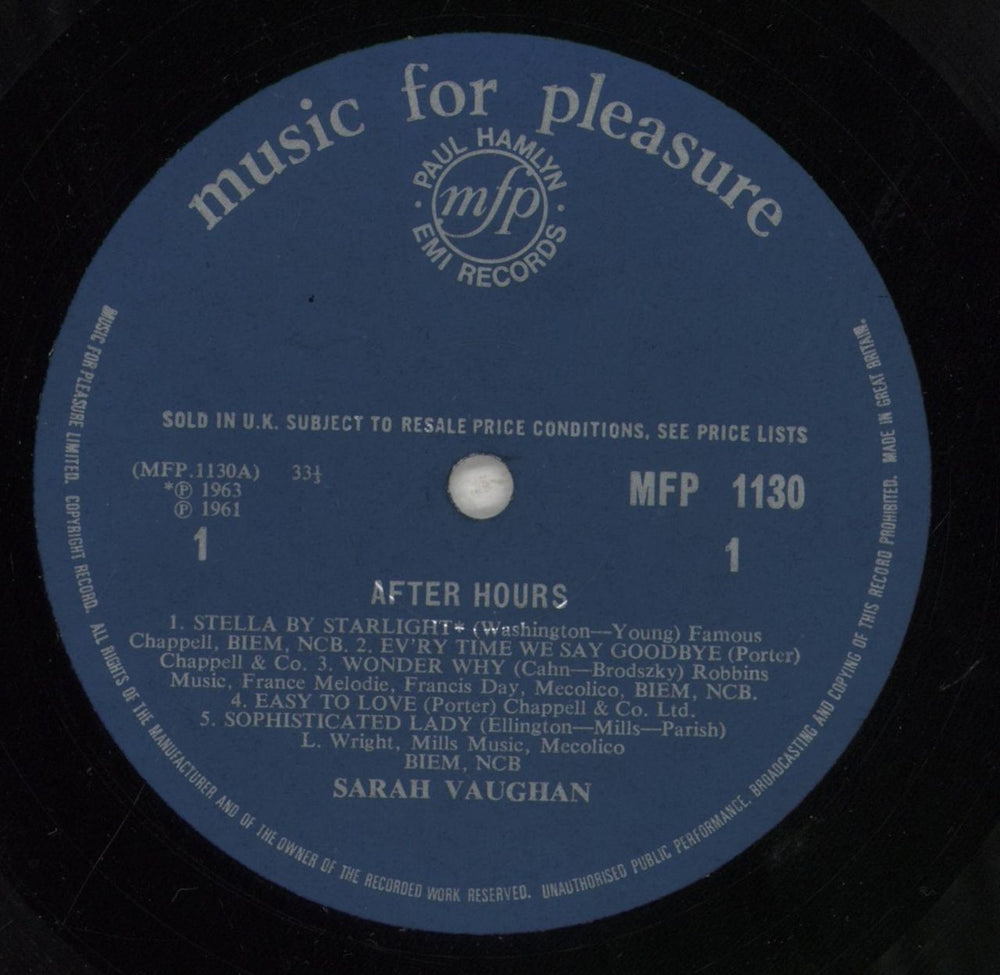 music for pleasure
PAUL HAMLYN
mfp
EMI RECORDS
SOLD IN U.K. SUBJECT TO RESALE PRICE CONDITIONS, SEE PRICE LISTS
(MFP.1130A) 33⅓
*℗ 1963
℗ 1961
MFP 1130
1
1
AFTER HOURS
1. STELLA BY STARLIGHT* (Washington—Young) Famous
Chappell, BIEM, NCB. 2. EV'RY TIME WE SAY GOODBYE (Porter)
Chappell & Co. 3. WONDER WHY (Cahn—Brodszky) Robbins
Music, France Melodie, Francis Day, Mecolico, BIEM, NCB.
4. EASY TO LOVE (Porter) Chappell & Co. Ltd.
5. SOPHISTICATED LADY (Ellington—Mills—Parish)
L. Wright, Mills Music, Mecolico
BIEM, NCB
SARAH VAUGHAN
MUSIC FOR PLEASURE LIMITED. COPYRIGHT RECORD. ALL RIGHTS OF THE MANUFACTURER AND OF THE OWNER OF THE RECORDED WORK RESERVED. UNAUTHORISED PUBLIC PERFORMANCE. BROADCASTING AND COPYING OF THIS RECORD PROHIBITED. MADE IN GREAT BRITAIN.